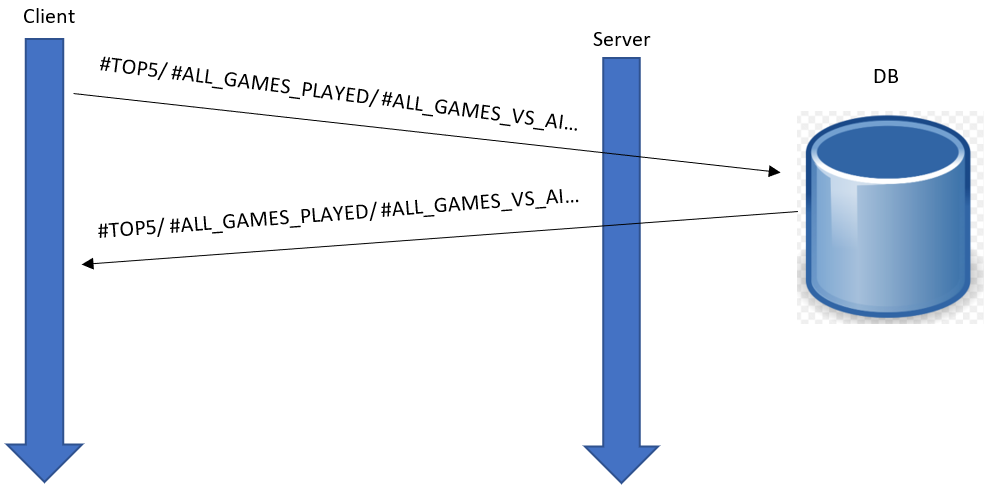 Client
Server
DB
#TOP5/ #ALL_GAMES_PLAYED/ #ALL_GAMES_VS_AI...
#TOP5/ #ALL_GAMES_PLAYED/ #ALL_GAMES_VS_AI...